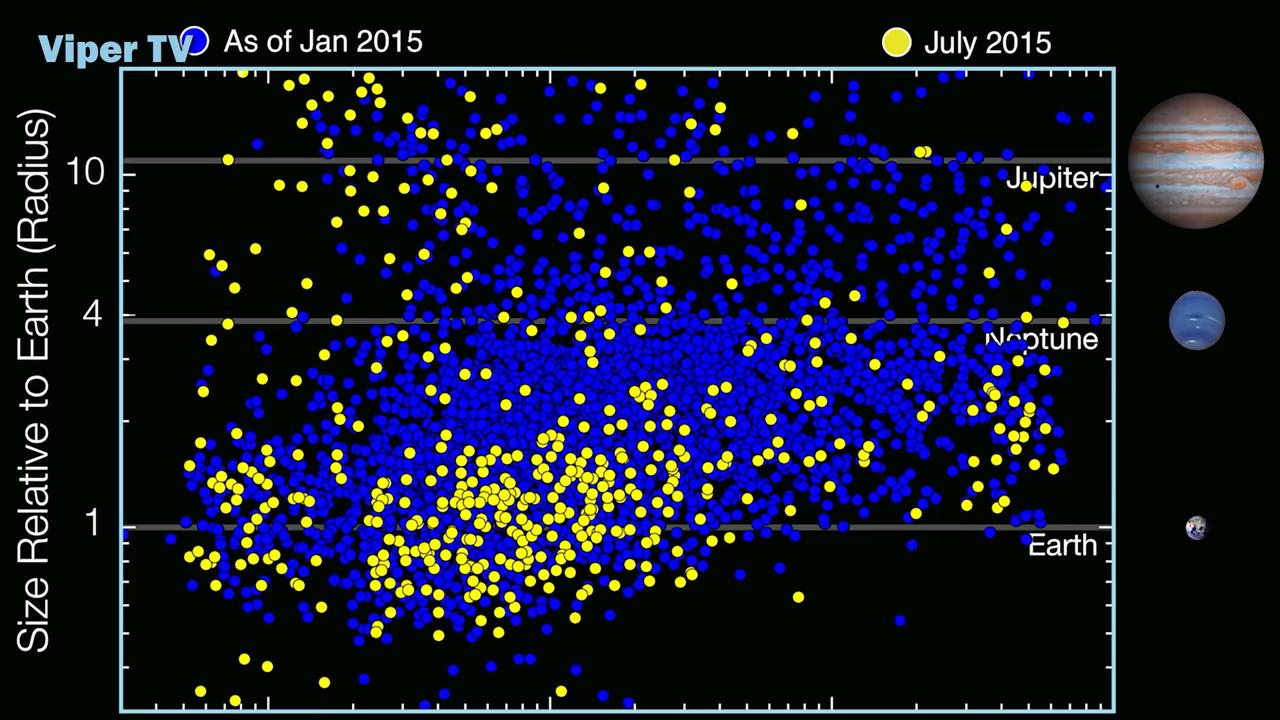 Viper TV
As of Jan 2015
July 2015
Size Relative to Earth (Radius)
10
Jupiter
4
Neptune
1
Earth